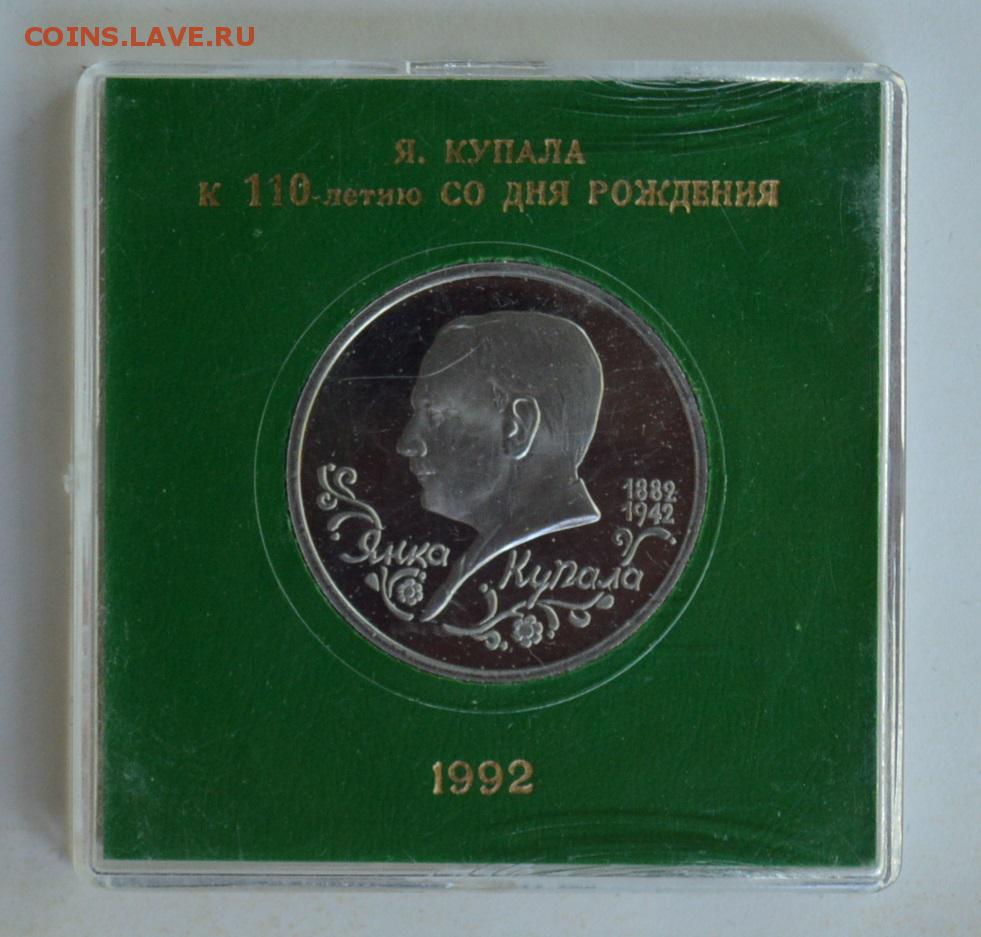 COINS.LAVE.RU
Я. КУПАЛА
К 110-летию СО ДНЯ РОЖДЕНИЯ
1882
1942
Янка Купала
1992